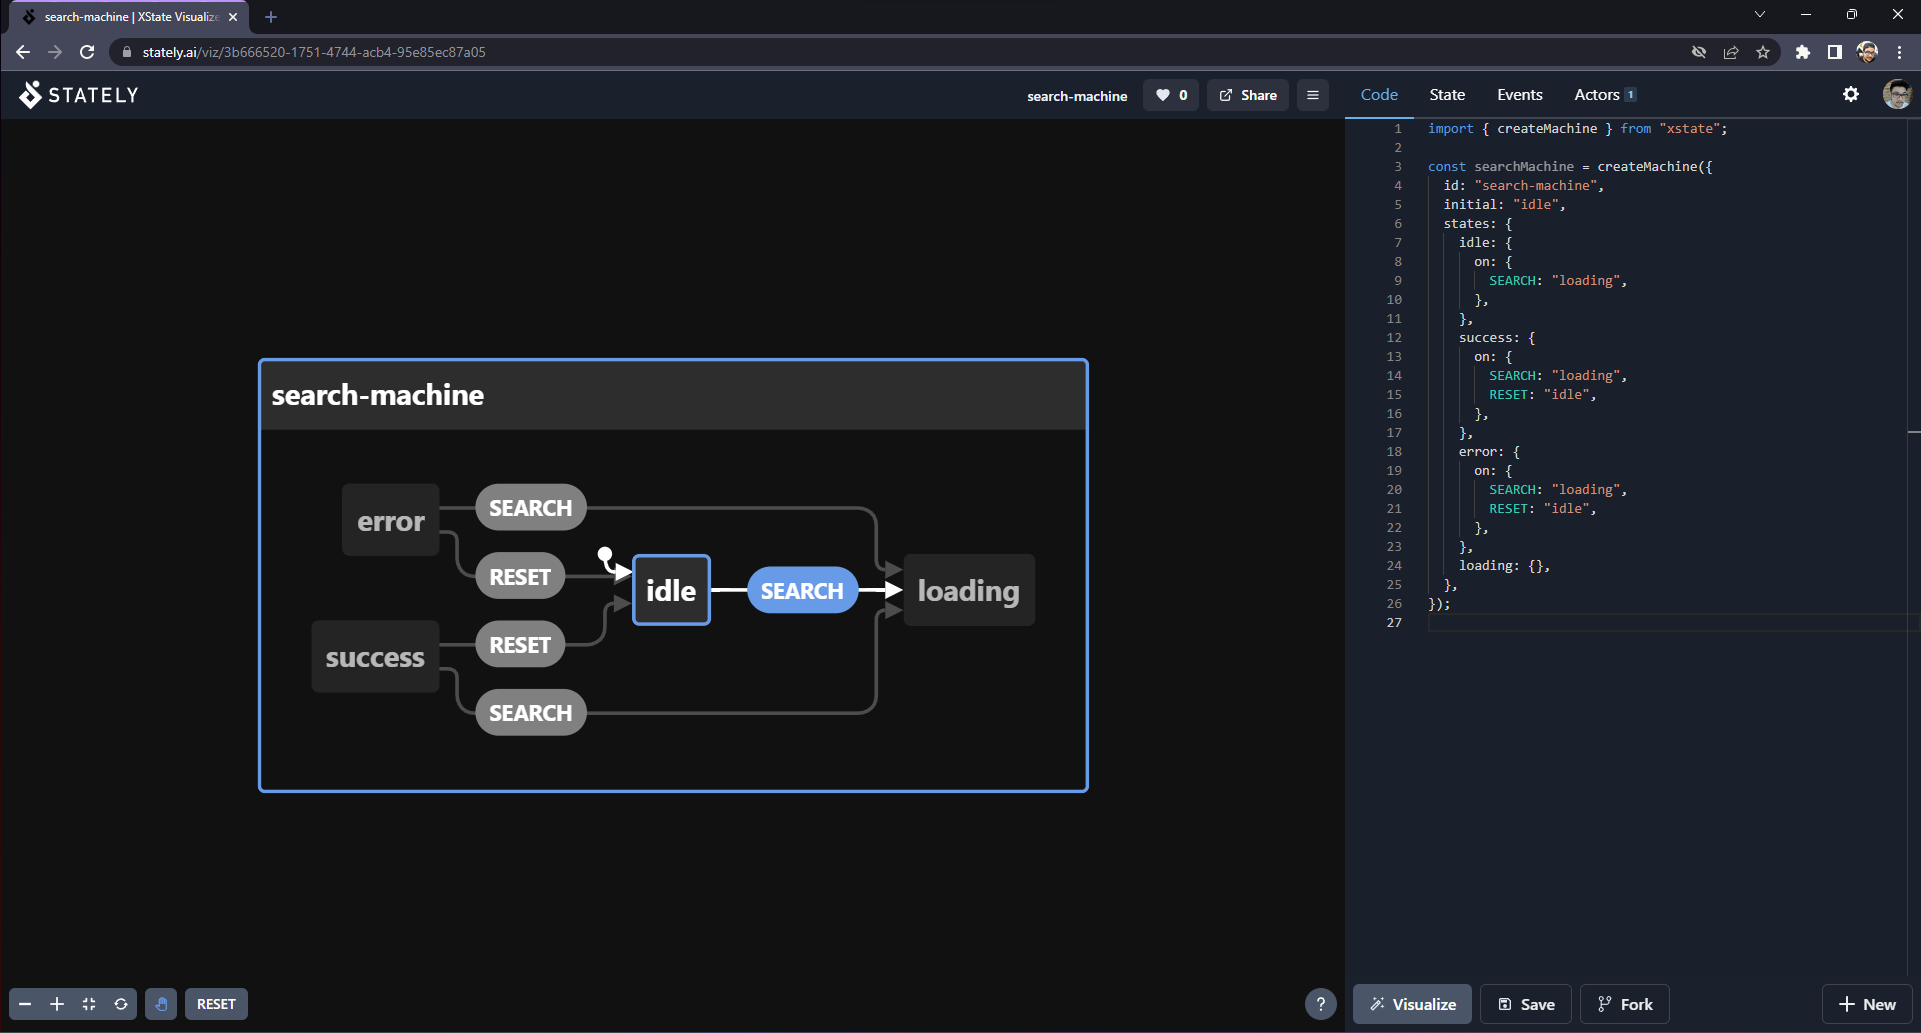 search-machine | XState Visualize
stately.ai/viz/3b666520-1751-4744-acb4-95e85ec87a05
STATELY
search-machine
0
Share
Code
State
Events
Actors 1
search-machine
error
SEARCH
RESET
idle
SEARCH
loading
success
RESET
SEARCH
1 import { createMachine } from "xstate";
2
3 const searchMachine = createMachine({
4 id: "search-machine",
5 initial: "idle",
6 states: {
7 idle: {
8 on: {
9 SEARCH: "loading",
10 },
11 },
12 success: {
13 on: {
14 SEARCH: "loading",
15 RESET: "idle",
16 },
17 },
18 error: {
19 on: {
20 SEARCH: "loading",
21 RESET: "idle",
22 },
23 },
24 loading: {},
25 },
26 });
27
RESET
?
Visualize
Save
Fork
New